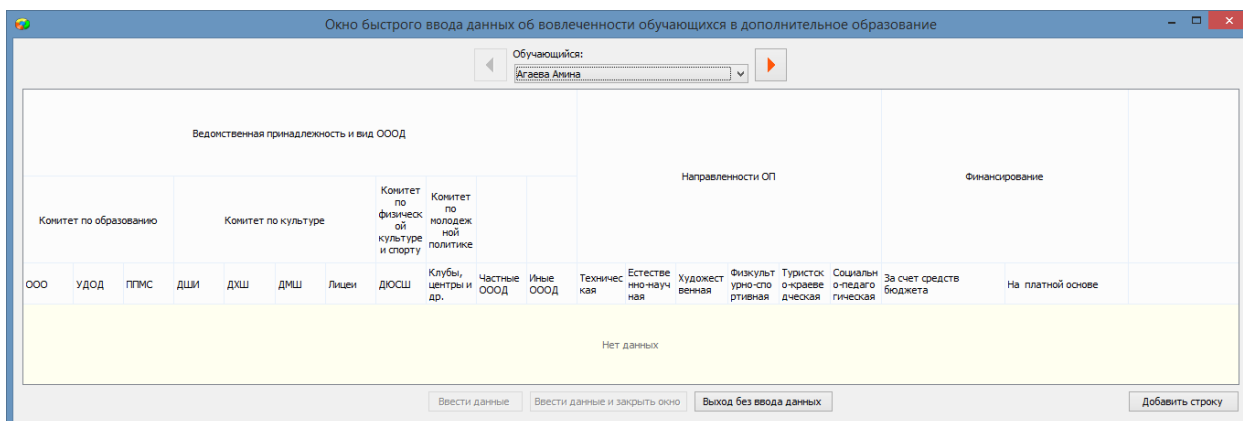 Окно быстрого ввода данных об вовлеченности обучающихся в дополнительное образование
Обучающийся:
Агаева Амина
Ведомственная принадлежность и вид ОООД
Направленности ОП
Финансирование
Комитет по образованию
Комитет по культуре
Комитет
по
физическ
ой
культуре
и спорту
Комитет
по
молодеж
ной
политике
ООО
УДОД
ППМС
ДШИ
ДХШ
ДМШ
Лицеи
ДЮСШ
Клубы,
центры и
др.
Частные
ОООД
Иные
ОООД
Техничес
кая
Естестве
нно-науч
ная
Художест
венная
Физкульт
урно-спо
ртивная
Туристск
о-краеве
дческая
Социальн
о-педаго
гическая
За счет средств
бюджета
На платной основе
Нет данных
Ввести данные
Ввести данные и закрыть окно
Выход без ввода данных
Добавить строку